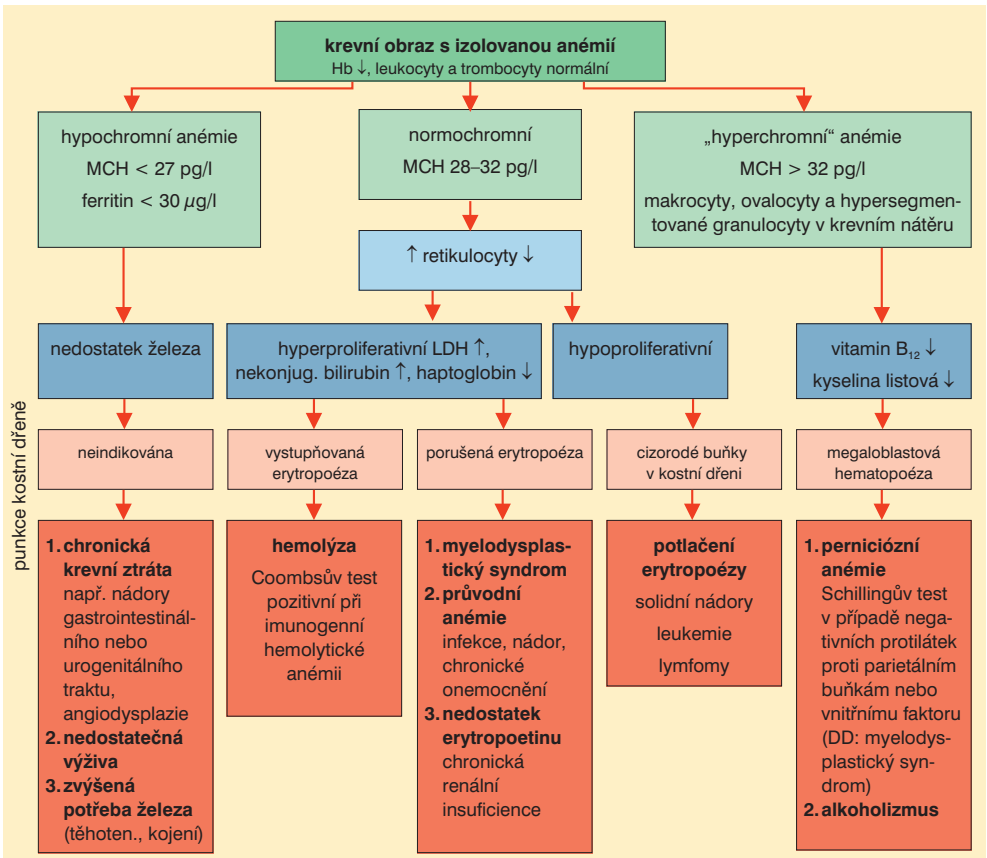 krevní obraz s izolovanou anémií
Hb ↓, leukocyty a trombocyty normální
hypochromní anémie
MCH < 27 pg/l
ferritin < 30 µg/l
normochromní
MCH 28–32 pg/l
„hyperchromní“ anémie
MCH > 32 pg/l
makrocyty, ovalocyty a hypersegmen-
tované granulocyty v krevním nátěru
↑ retikulocyty ↓
nedostatek železa
hyperproliferativní LDH ↑,
nekonjug. bilirubin ↑, haptoglobin ↓
hypoproliferativní
vitamin B₁₂ ↓
kyselina listová ↓
punkce kostní dřeně
neindikována
vystupňovaná
erytropoéza
porušená erytropoéza
cizorodé buňky
v kostní dřeni
megaloblastová
hematopoéza
1. chronická
krevní ztráta
např. nádory
gastrointestinál-
ního nebo
urogenitálního
traktu,
angiodysplazie
2. nedostatečná
výživa
3. zvýšená
potřeba železa
(těhoten., kojení)
hemolýza
Coombsův test
pozitivní při
imunogenní
hemolytické
anémii
1. myelodysplas-
tický syndrom
2. průvodní
anémie
infekce, nádor,
chronické
onemocnění
3. nedostatek
erytropoetinu
chronická
renální
insuficience
potlačení
erytropoézy
solidní nádory
leukemie
lymfomy
1. perniciózní
anémie
Schillingův test
v případě nega-
tivních protilátek
proti parietálním
buňkám nebo
vnitřnímu faktoru
(DD: myelodys-
plastický syn-
drom)
2. alkoholizmus